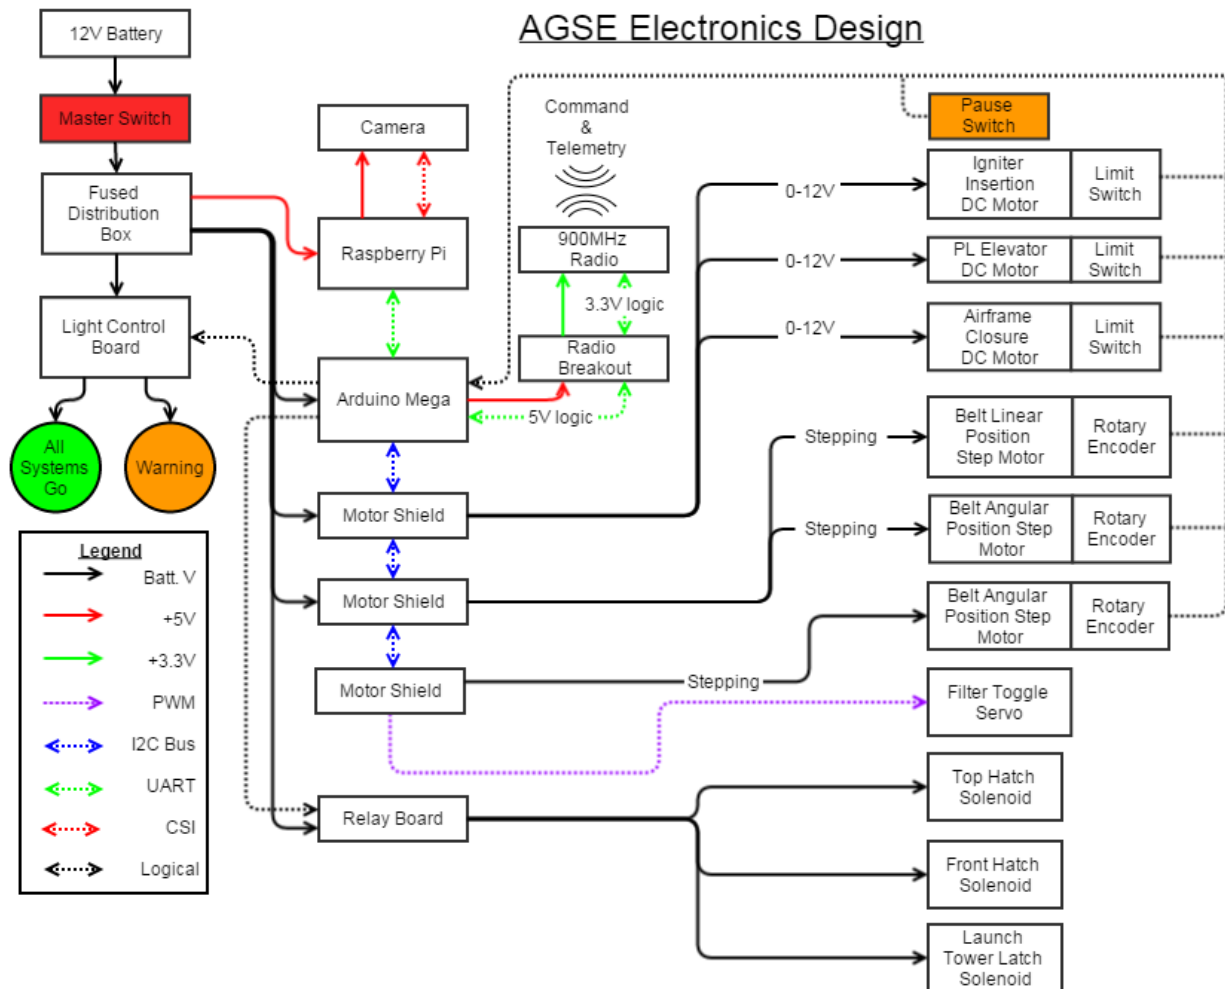 AGSE Electronics Design
12V Battery
Master Switch
Fused
Distribution
Box
Light Control
Board
All
Systems
Go
Warning
Legend
Batt. V
+5V
+3.3V
PWM
I2C Bus
UART
CSI
Logical
Camera
Raspberry Pi
Arduino Mega
Motor Shield
Motor Shield
Motor Shield
Relay Board
Command
&
Telemetry
900MHz
Radio
3.3V logic
Radio
Breakout
5V logic
0-12V
0-12V
0-12V
Stepping
Stepping
Stepping
Pause
Switch
Igniter
Insertion
DC Motor
Limit
Switch
PL Elevator
DC Motor
Limit
Switch
Airframe
Closure
DC Motor
Limit
Switch
Belt Linear
Position
Step Motor
Rotary
Encoder
Belt Angular
Position Step
Motor
Rotary
Encoder
Belt Angular
Position Step
Motor
Rotary
Encoder
Filter Toggle
Servo
Top Hatch
Solenoid
Front Hatch
Solenoid
Launch
Tower Latch
Solenoid